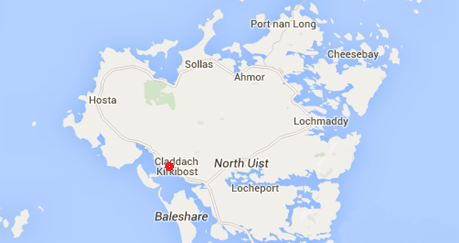 Port nan Long
Cheesebay
Sollas
Ahmor
Hosta
Lochmaddy
Claddach
Kirkibost
North Uist
Locheport
Baleshare